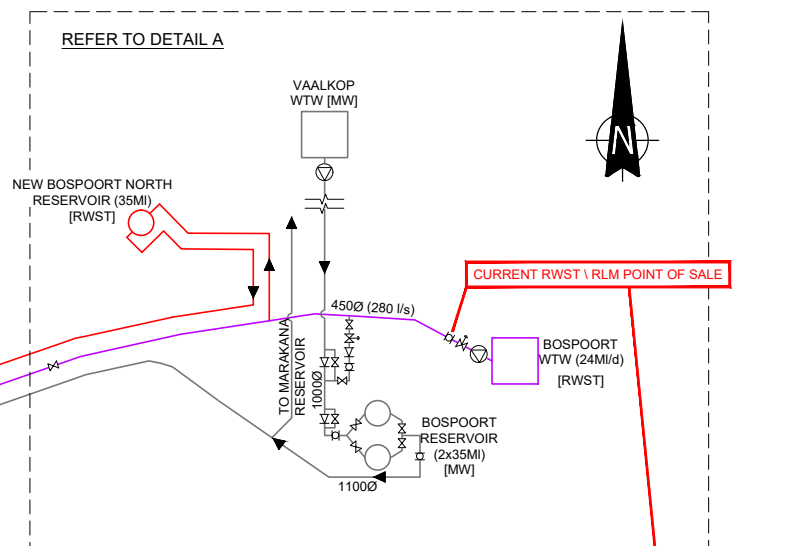 REFER TO DETAIL A
VAALKOP
WTW [MW]
N
NEW BOSPOORT NORTH
RESERVOIR (35Ml)
[RWST]
CURRENT RWST \ RLM POINT OF SALE
450Ø (280 l/s)
BOSPOORT
WTW (24Ml/d)
[RWST]
TO MARAKANA
RESERVOIR
1000Ø
BOSPOORT
RESERVOIR
(2x35Ml)
[MW]
1100Ø